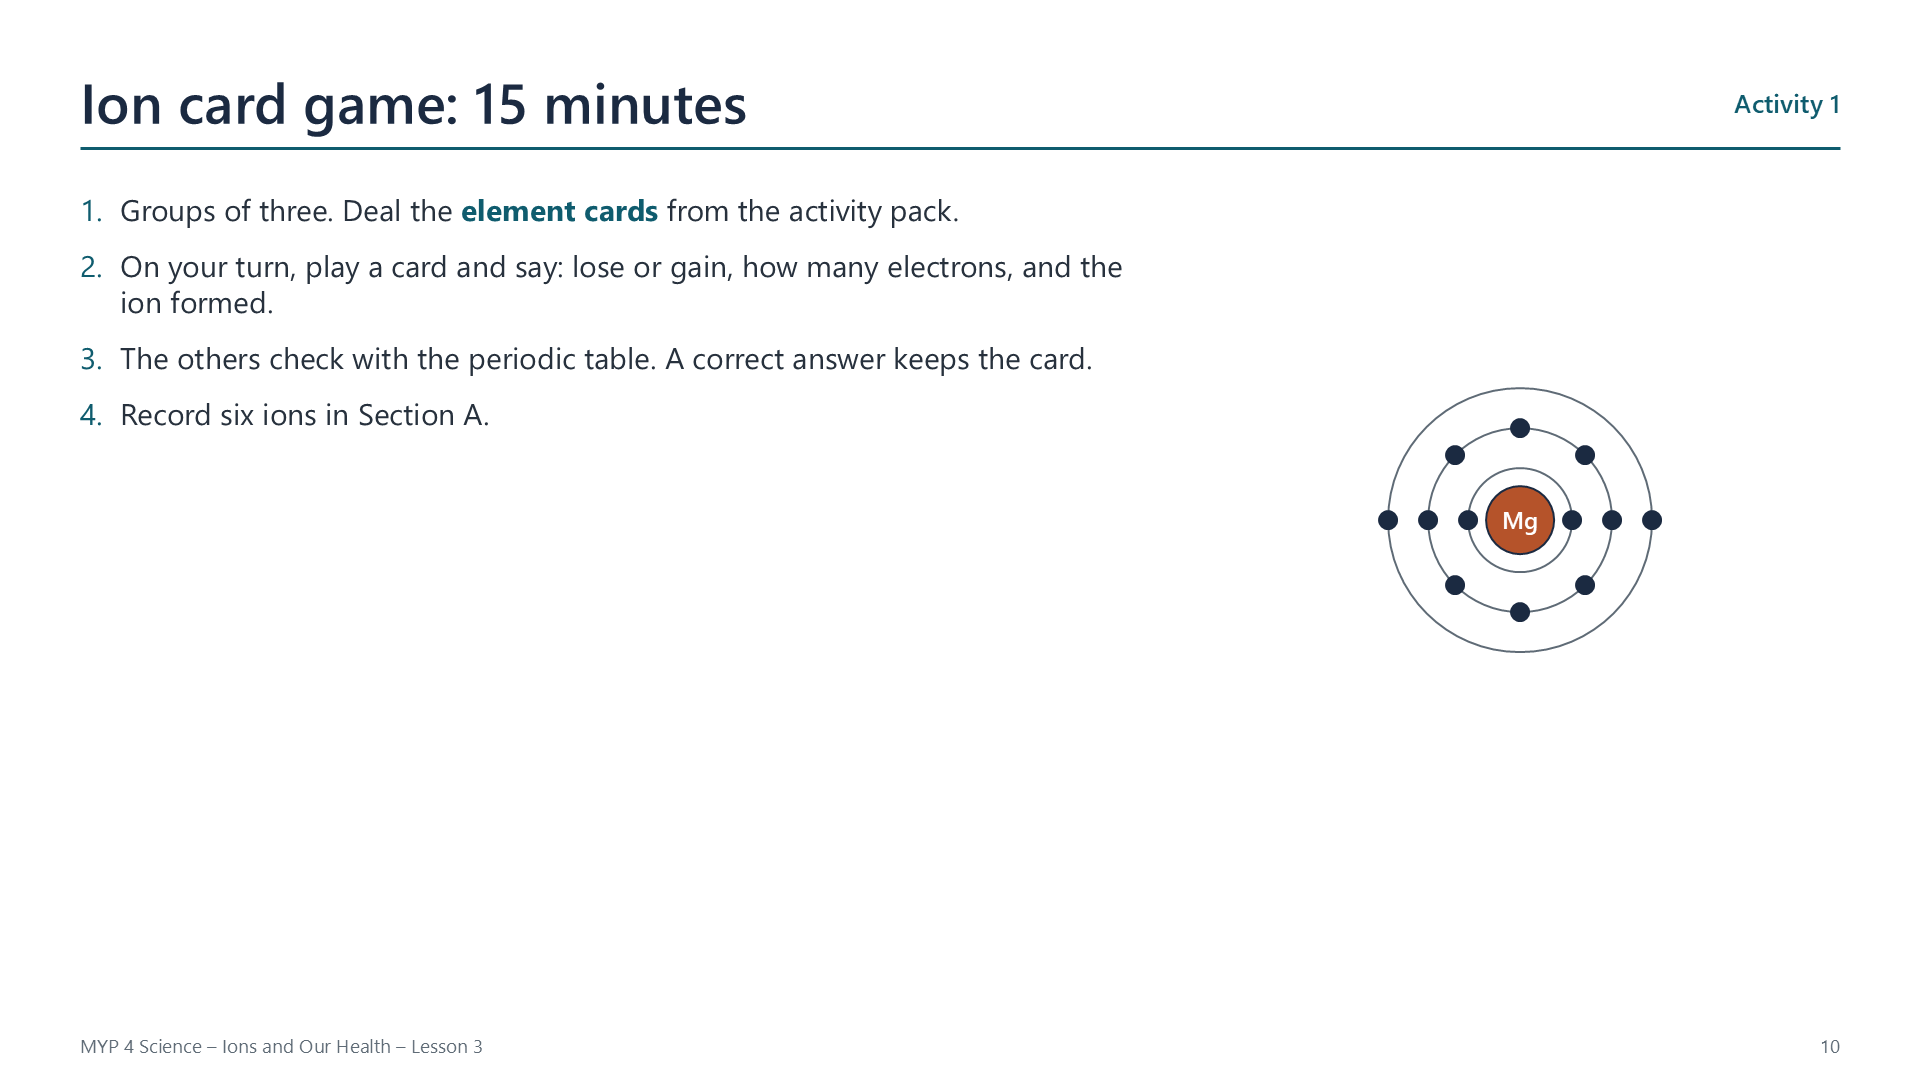 Ion card game: 15 minutes
Activity 1
1. Groups of three. Deal the element cards from the activity pack.
2. On your turn, play a card and say: lose or gain, how many electrons, and the
ion formed.
3. The others check with the periodic table. A correct answer keeps the card.
4. Record six ions in Section A.
Mg
MYP 4 Science – Ions and Our Health – Lesson 3
10